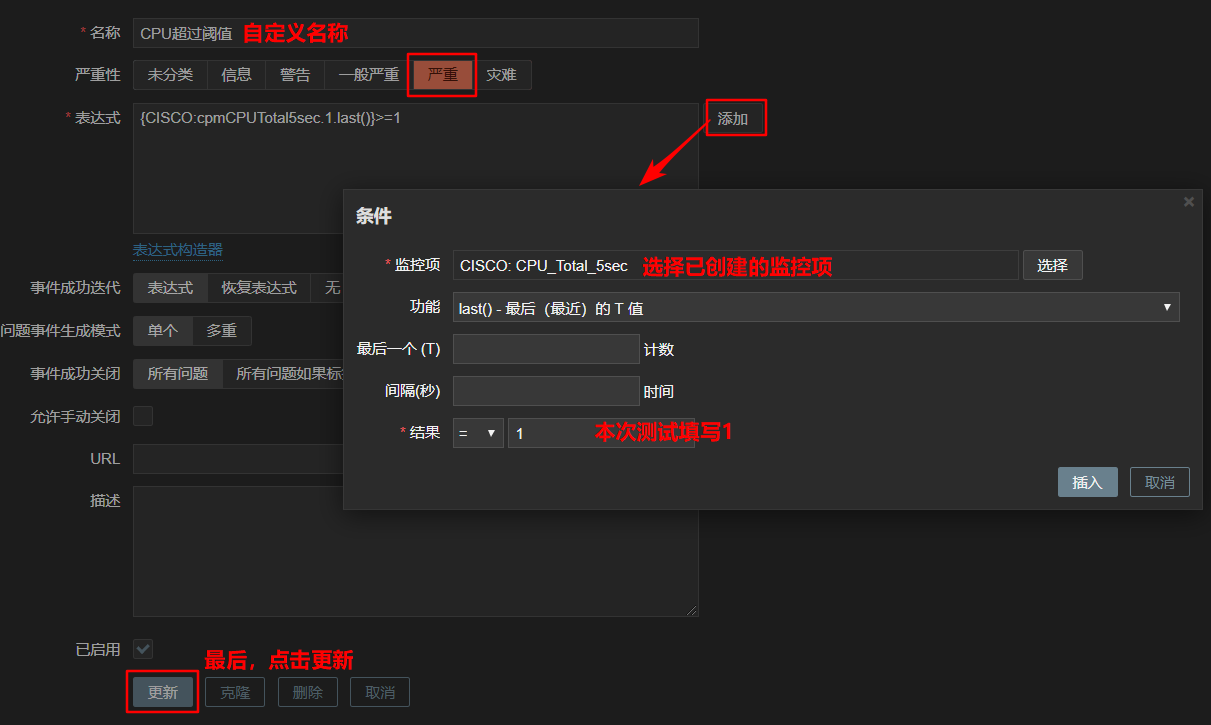 * 名称 CPU超过阈值 自定义名称
严重性 未分类 信息 警告 一般严重 严重 灾难
* 表达式 {CISCO:cpmCPUTotal5sec.1.last()}>=1 添加
表达式构造器
事件成功迭代 表达式 恢复表达式 无
问题事件生成模式 单个 多重
事件成功关闭 所有问题 所有问题如果标
允许手动关闭
URL
描述
条件
* 监控项 CISCO: CPU_Total_5sec 选择已创建的监控项 选择
功能 last() - 最后（最近）的 T 值
最后一个 (T) 计数
间隔(秒) 时间
* 结果 = 1 本次测试填写1
插入 取消
已启用
最后，点击更新
更新 克隆 删除 取消